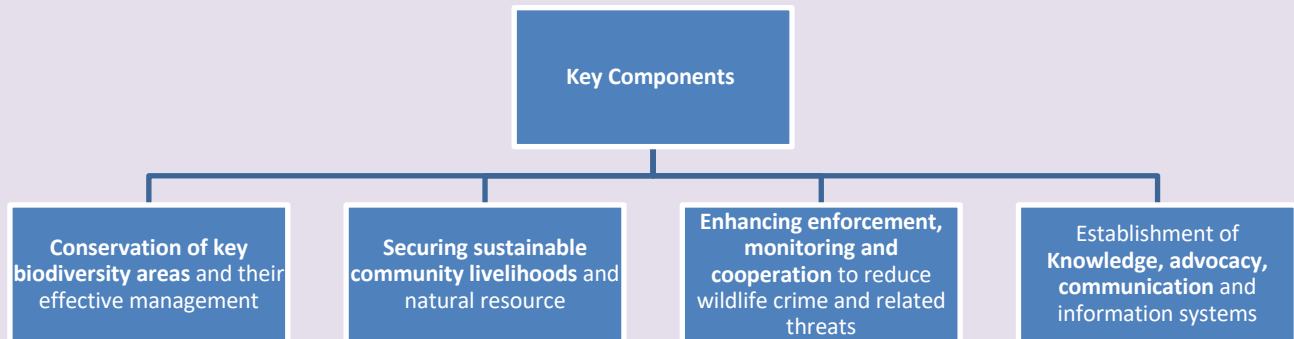 Key Components
Conservation of key
biodiversity areas and their
effective management
Securing sustainable
community livelihoods and
natural resource
Enhancing enforcement,
monitoring and
cooperation to reduce
wildlife crime and related
threats
Establishment of
Knowledge, advocacy,
communication and
information systems